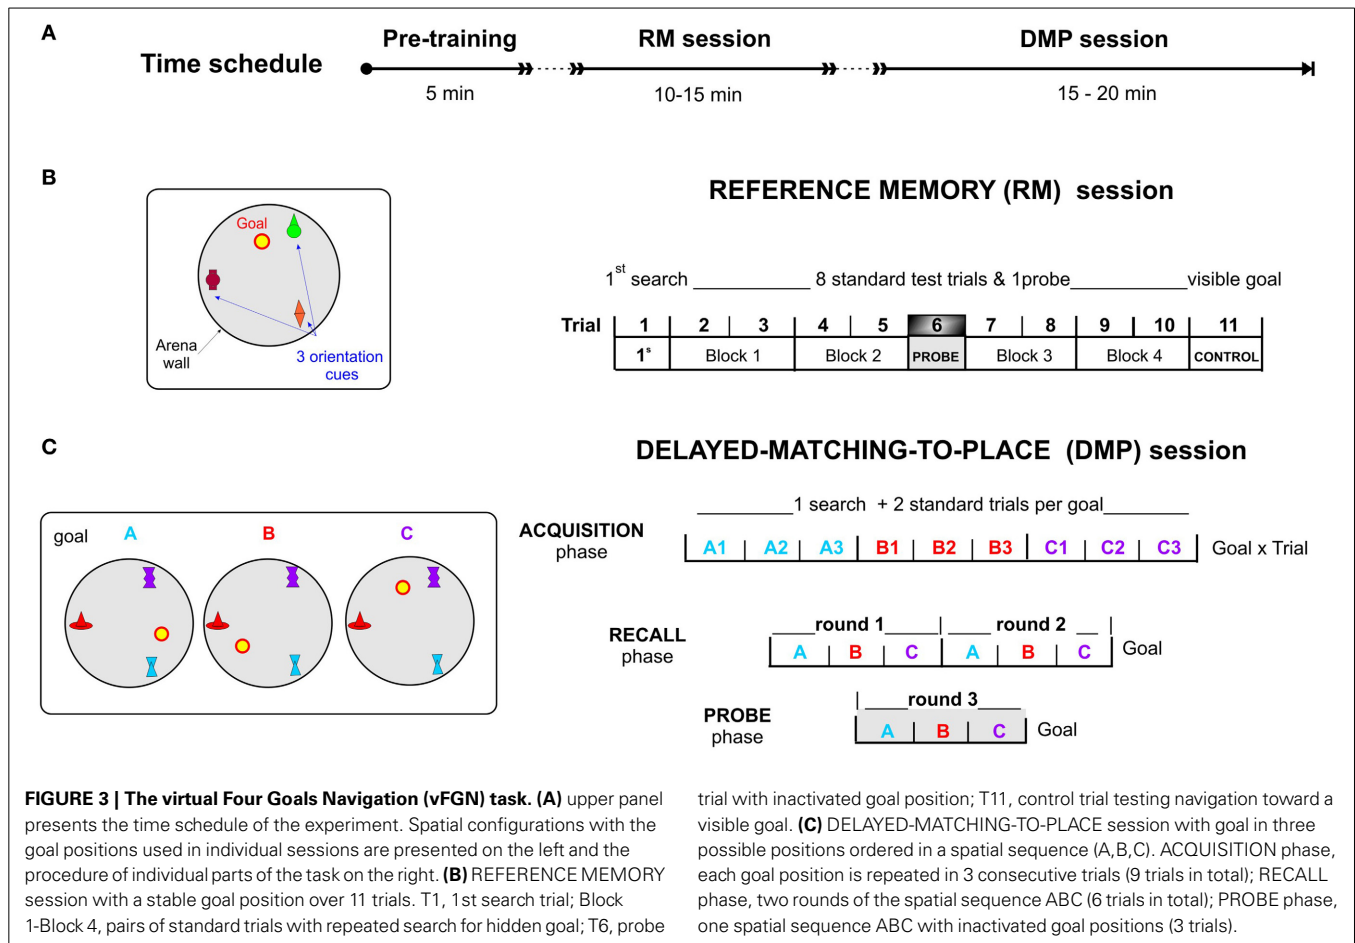 A
Time schedule
Pre-training
RM session
DMP session
5 min
10-15 min
15 - 20 min
B
Goal
Arena
wall
3 orientation
cues
REFERENCE MEMORY (RM) session
1st search ____________ 8 standard test trials & 1probe____________visible goal
Trial 1 2 3 4 5 6 7 8 9 10 11
1s Block 1 Block 2 PROBE Block 3 Block 4 CONTROL
C
goal A B C
DELAYED-MATCHING-TO-PLACE (DMP) session
__________1 search + 2 standard trials per goal_________
ACQUISITION
phase
A1 A2 A3 B1 B2 B3 C1 C2 C3 Goal x Trial
RECALL
phase
round 1 round 2
A B C A B C Goal
PROBE
phase
round 3
A B C Goal
FIGURE 3 | The virtual Four Goals Navigation (vFGN) task. (A) upper panel
presents the time schedule of the experiment. Spatial configurations with the
goal positions used in individual sessions are presented on the left and the
procedure of individual parts of the task on the right. (B) REFERENCE MEMORY
session with a stable goal position over 11 trials. T1, 1st search trial; Block
1-Block 4, pairs of standard trials with repeated search for hidden goal; T6, probe
trial with inactivated goal position; T11, control trial testing navigation toward a
visible goal. (C) DELAYED-MATCHING-TO-PLACE session with goal in three
possible positions ordered in a spatial sequence (A,B,C). ACQUISITION phase,
each goal position is repeated in 3 consecutive trials (9 trials in total); RECALL
phase, two rounds of the spatial sequence ABC (6 trials in total); PROBE phase,
one spatial sequence ABC with inactivated goal positions (3 trials).